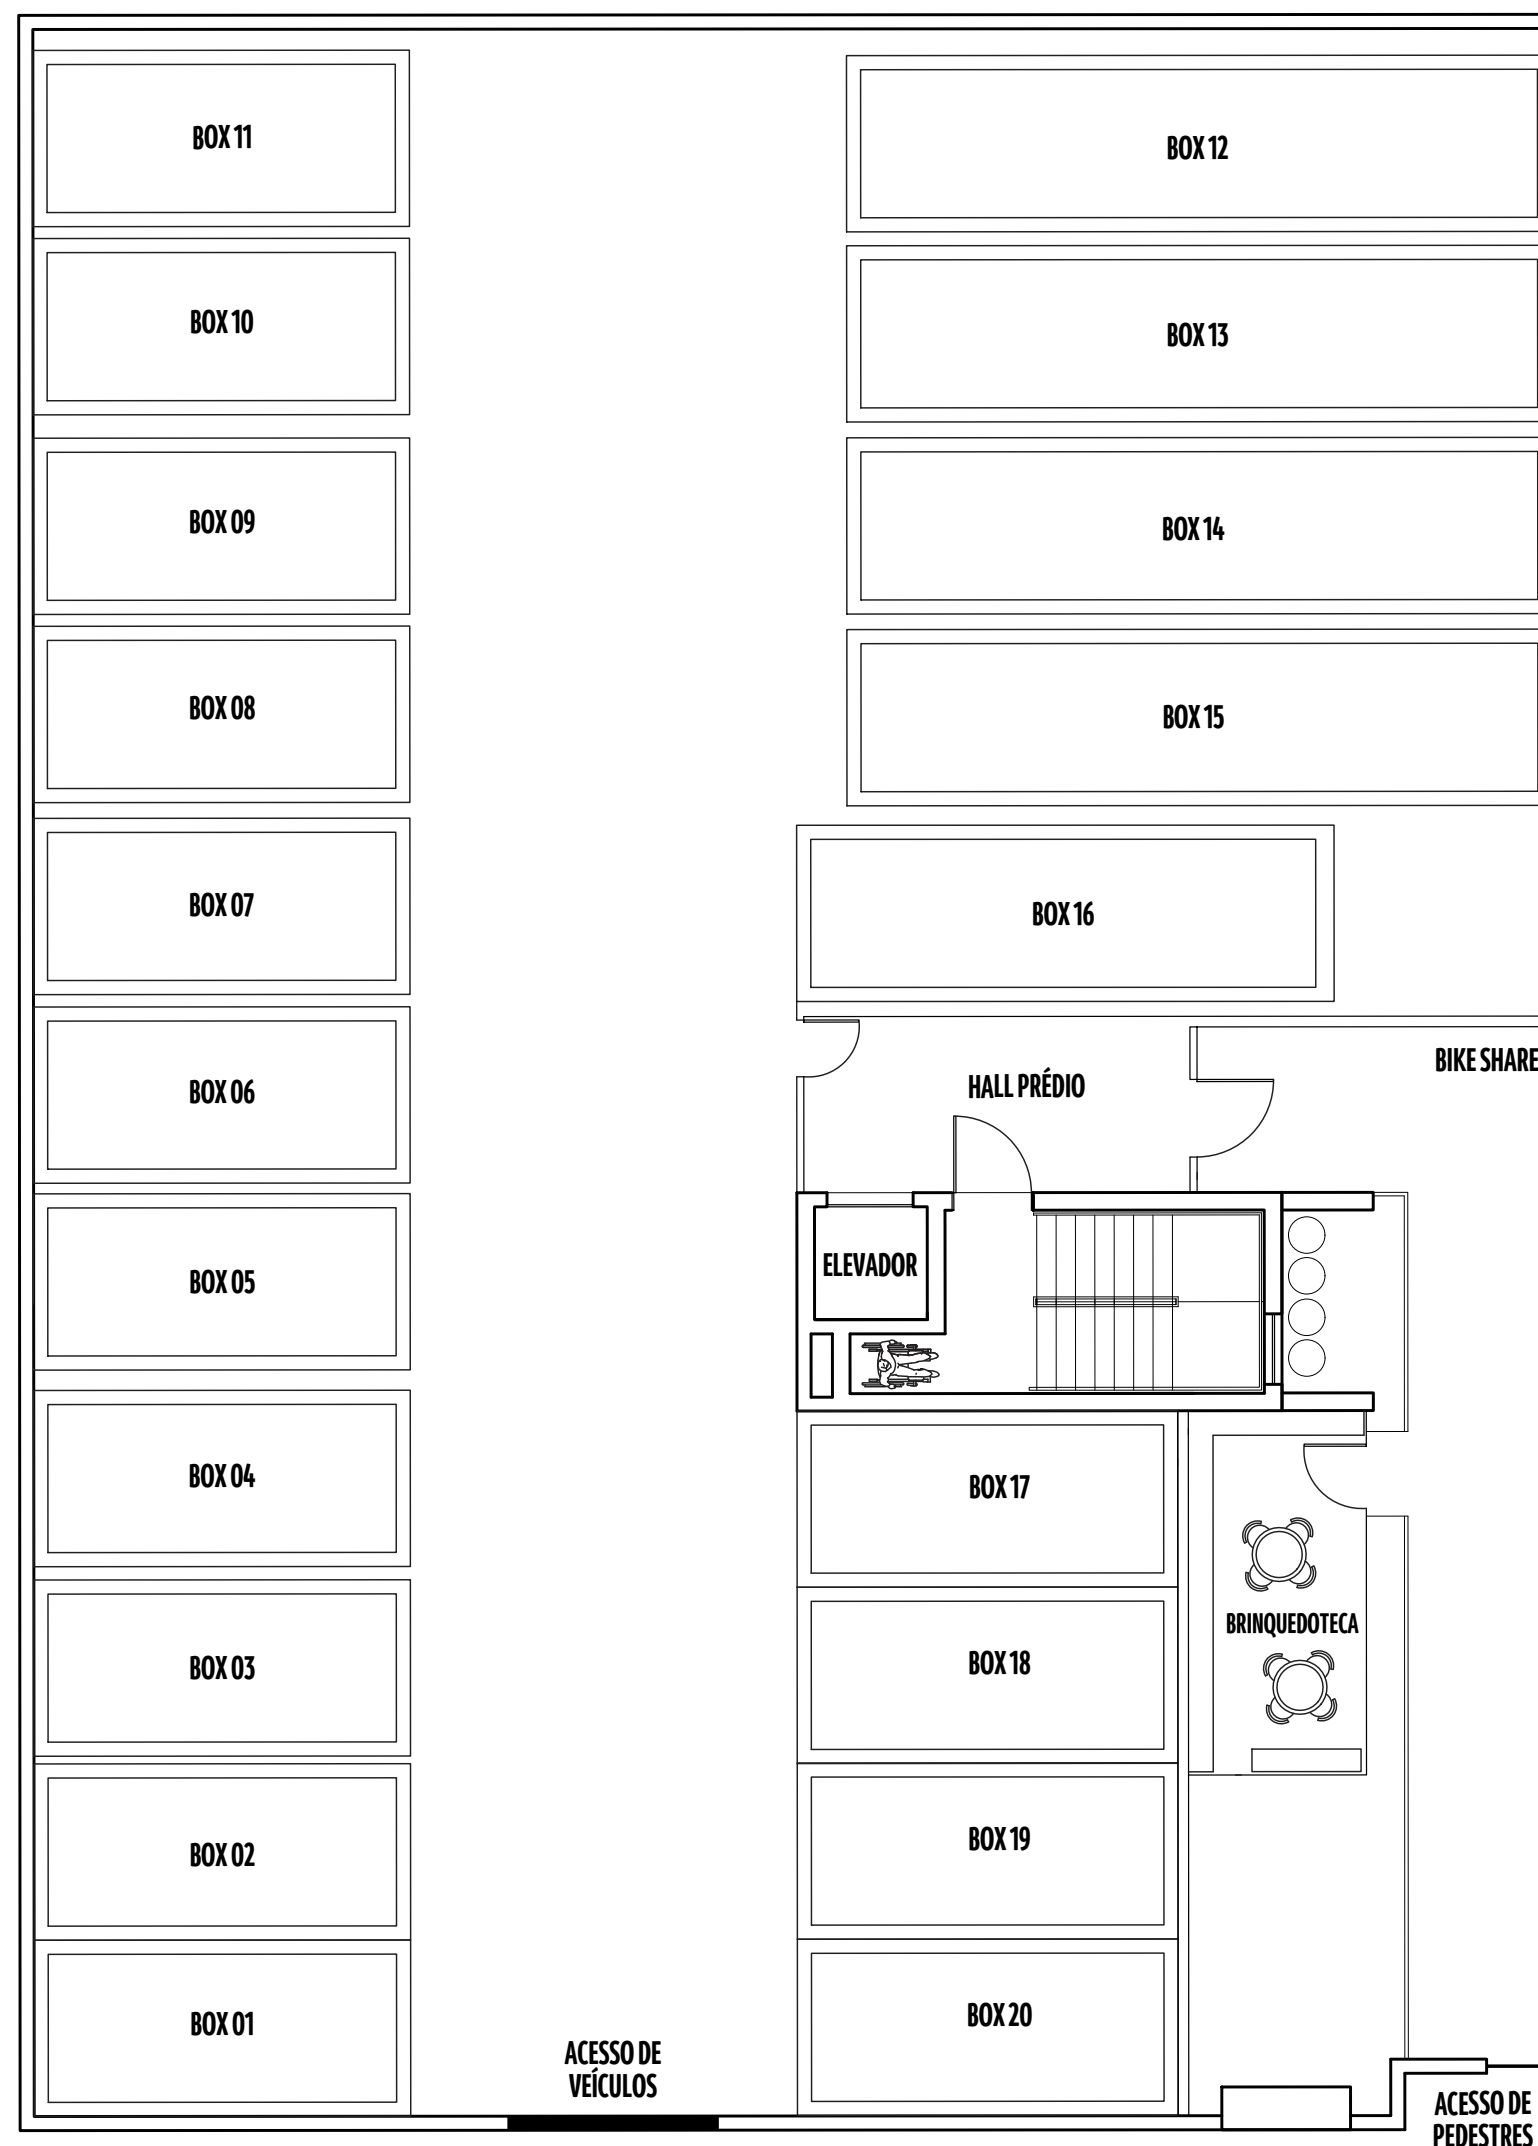 BOX 11
BOX 12
BOX 10
BOX 13
BOX 09
BOX 14
BOX 08
BOX 15
BOX 07
BOX 16
BOX 06
HALL PRÉDIO
BIKE SHARE
BOX 05
ELEVADOR
BOX 04
BOX 17
BOX 03
BOX 18
BRINQUEDOTECA
BOX 02
BOX 19
BOX 01
BOX 20
ACESSO DE
VEÍCULOS
ACESSO DE
PEDESTRES